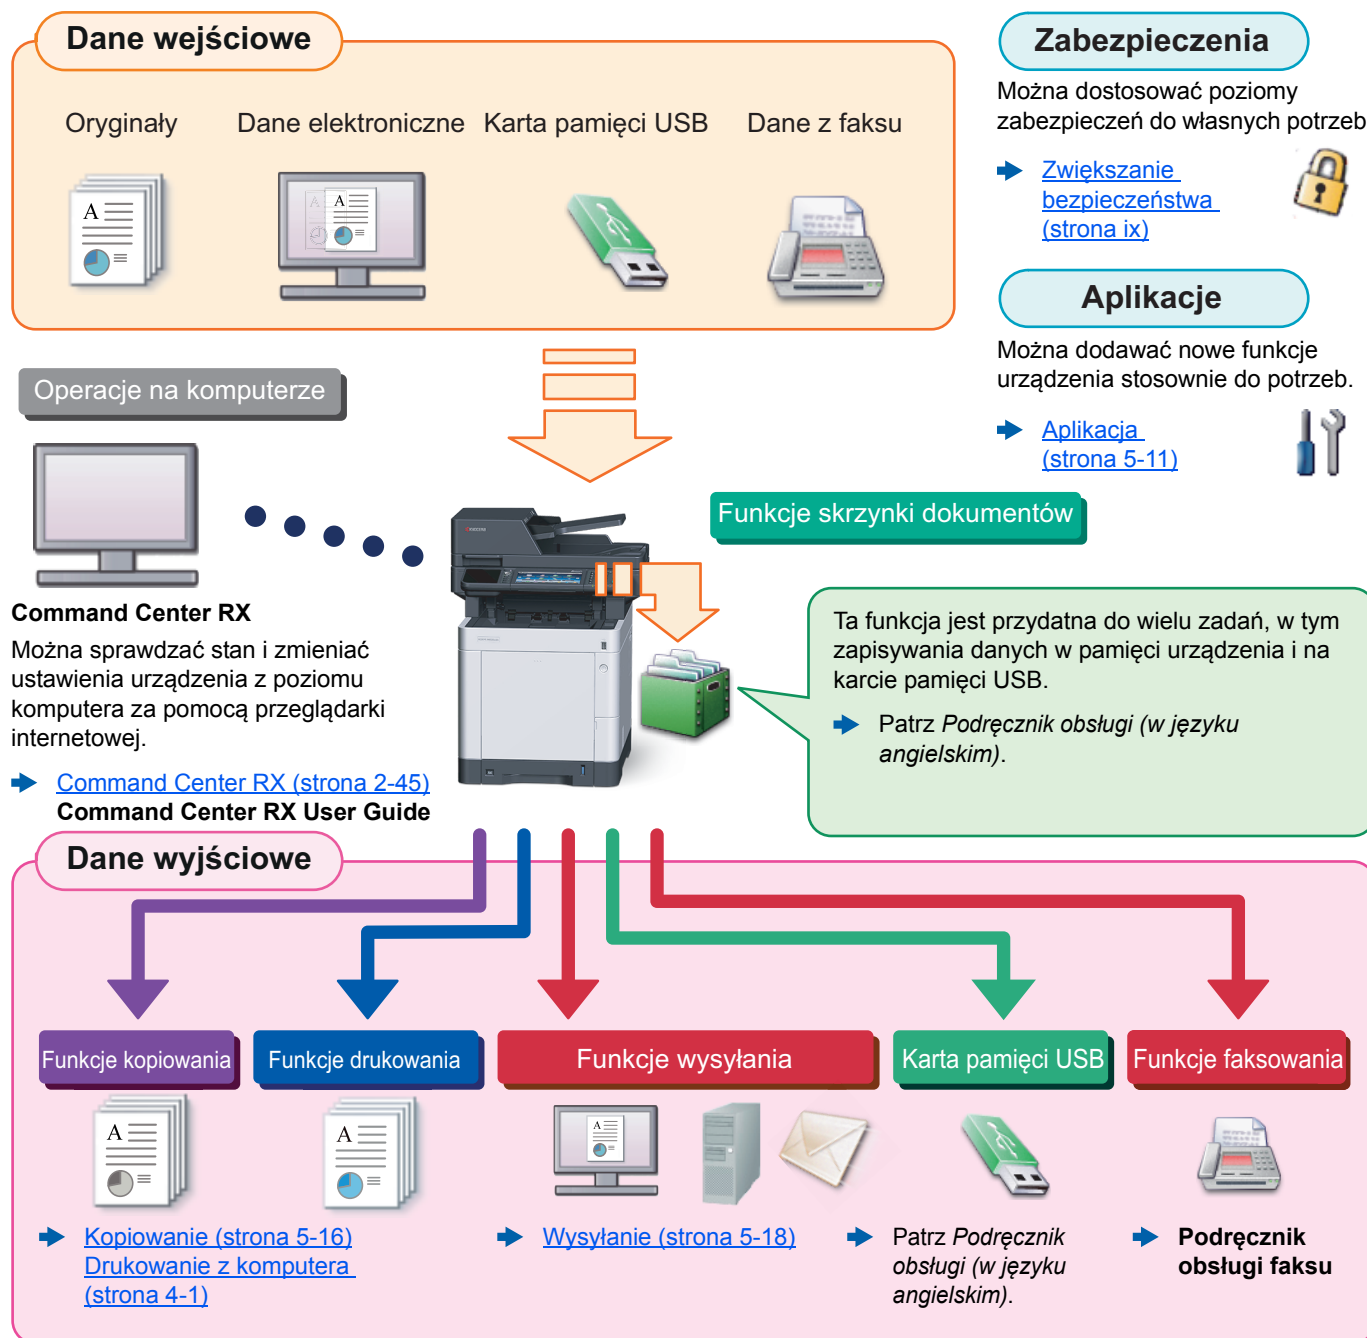 Dane wejściowe
Oryginały
Dane elektroniczne
Karta pamięci USB
Dane z faksu
Zabezpieczenia
Można dostosować poziomy
zabezpieczeń do własnych potrzeb
Zwiększanie
bezpieczeństwa
(strona ix)
Aplikacje
Można dodawać nowe funkcje
urządzenia stosownie do potrzeb.
Aplikacja
(strona 5-11)
Operacje na komputerze
Command Center RX
Można sprawdzać stan i zmieniać
ustawienia urządzenia z poziomu
komputera za pomocą przeglądarki
internetowej.
Command Center RX (strona 2-45)
Command Center RX User Guide
Funkcje skrzynki dokumentów
Ta funkcja jest przydatna do wielu zadań, w tym
zapisywania danych w pamięci urządzenia i na
karcie pamięci USB.
Patrz Podręcznik obsługi (w języku
angielskim).
Dane wyjściowe
Funkcje kopiowania
Funkcje drukowania
Funkcje wysyłania
Karta pamięci USB
Funkcje faksowania
Kopiowanie (strona 5-16)
Drukowanie z komputera
(strona 4-1)
Wysyłanie (strona 5-18)
Patrz Podręcznik
obsługi (w języku
angielskim).
Podręcznik
obsługi faksu